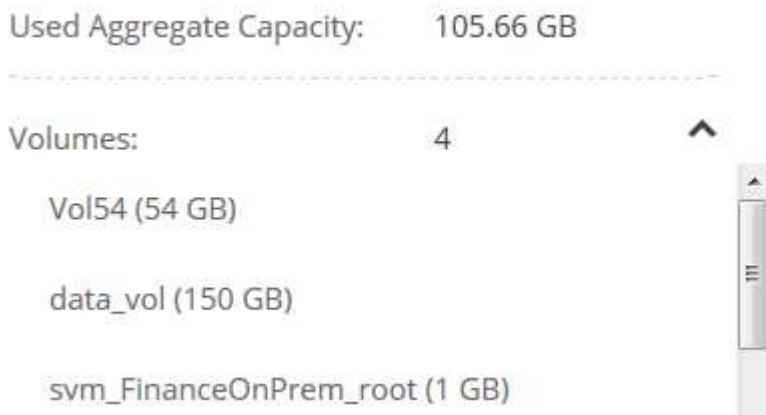 Used Aggregate Capacity: 105.66 GB
Volumes: 4
Vol54 (54 GB)
data_vol (150 GB)
svm_FinanceOnPrem_root (1 GB)